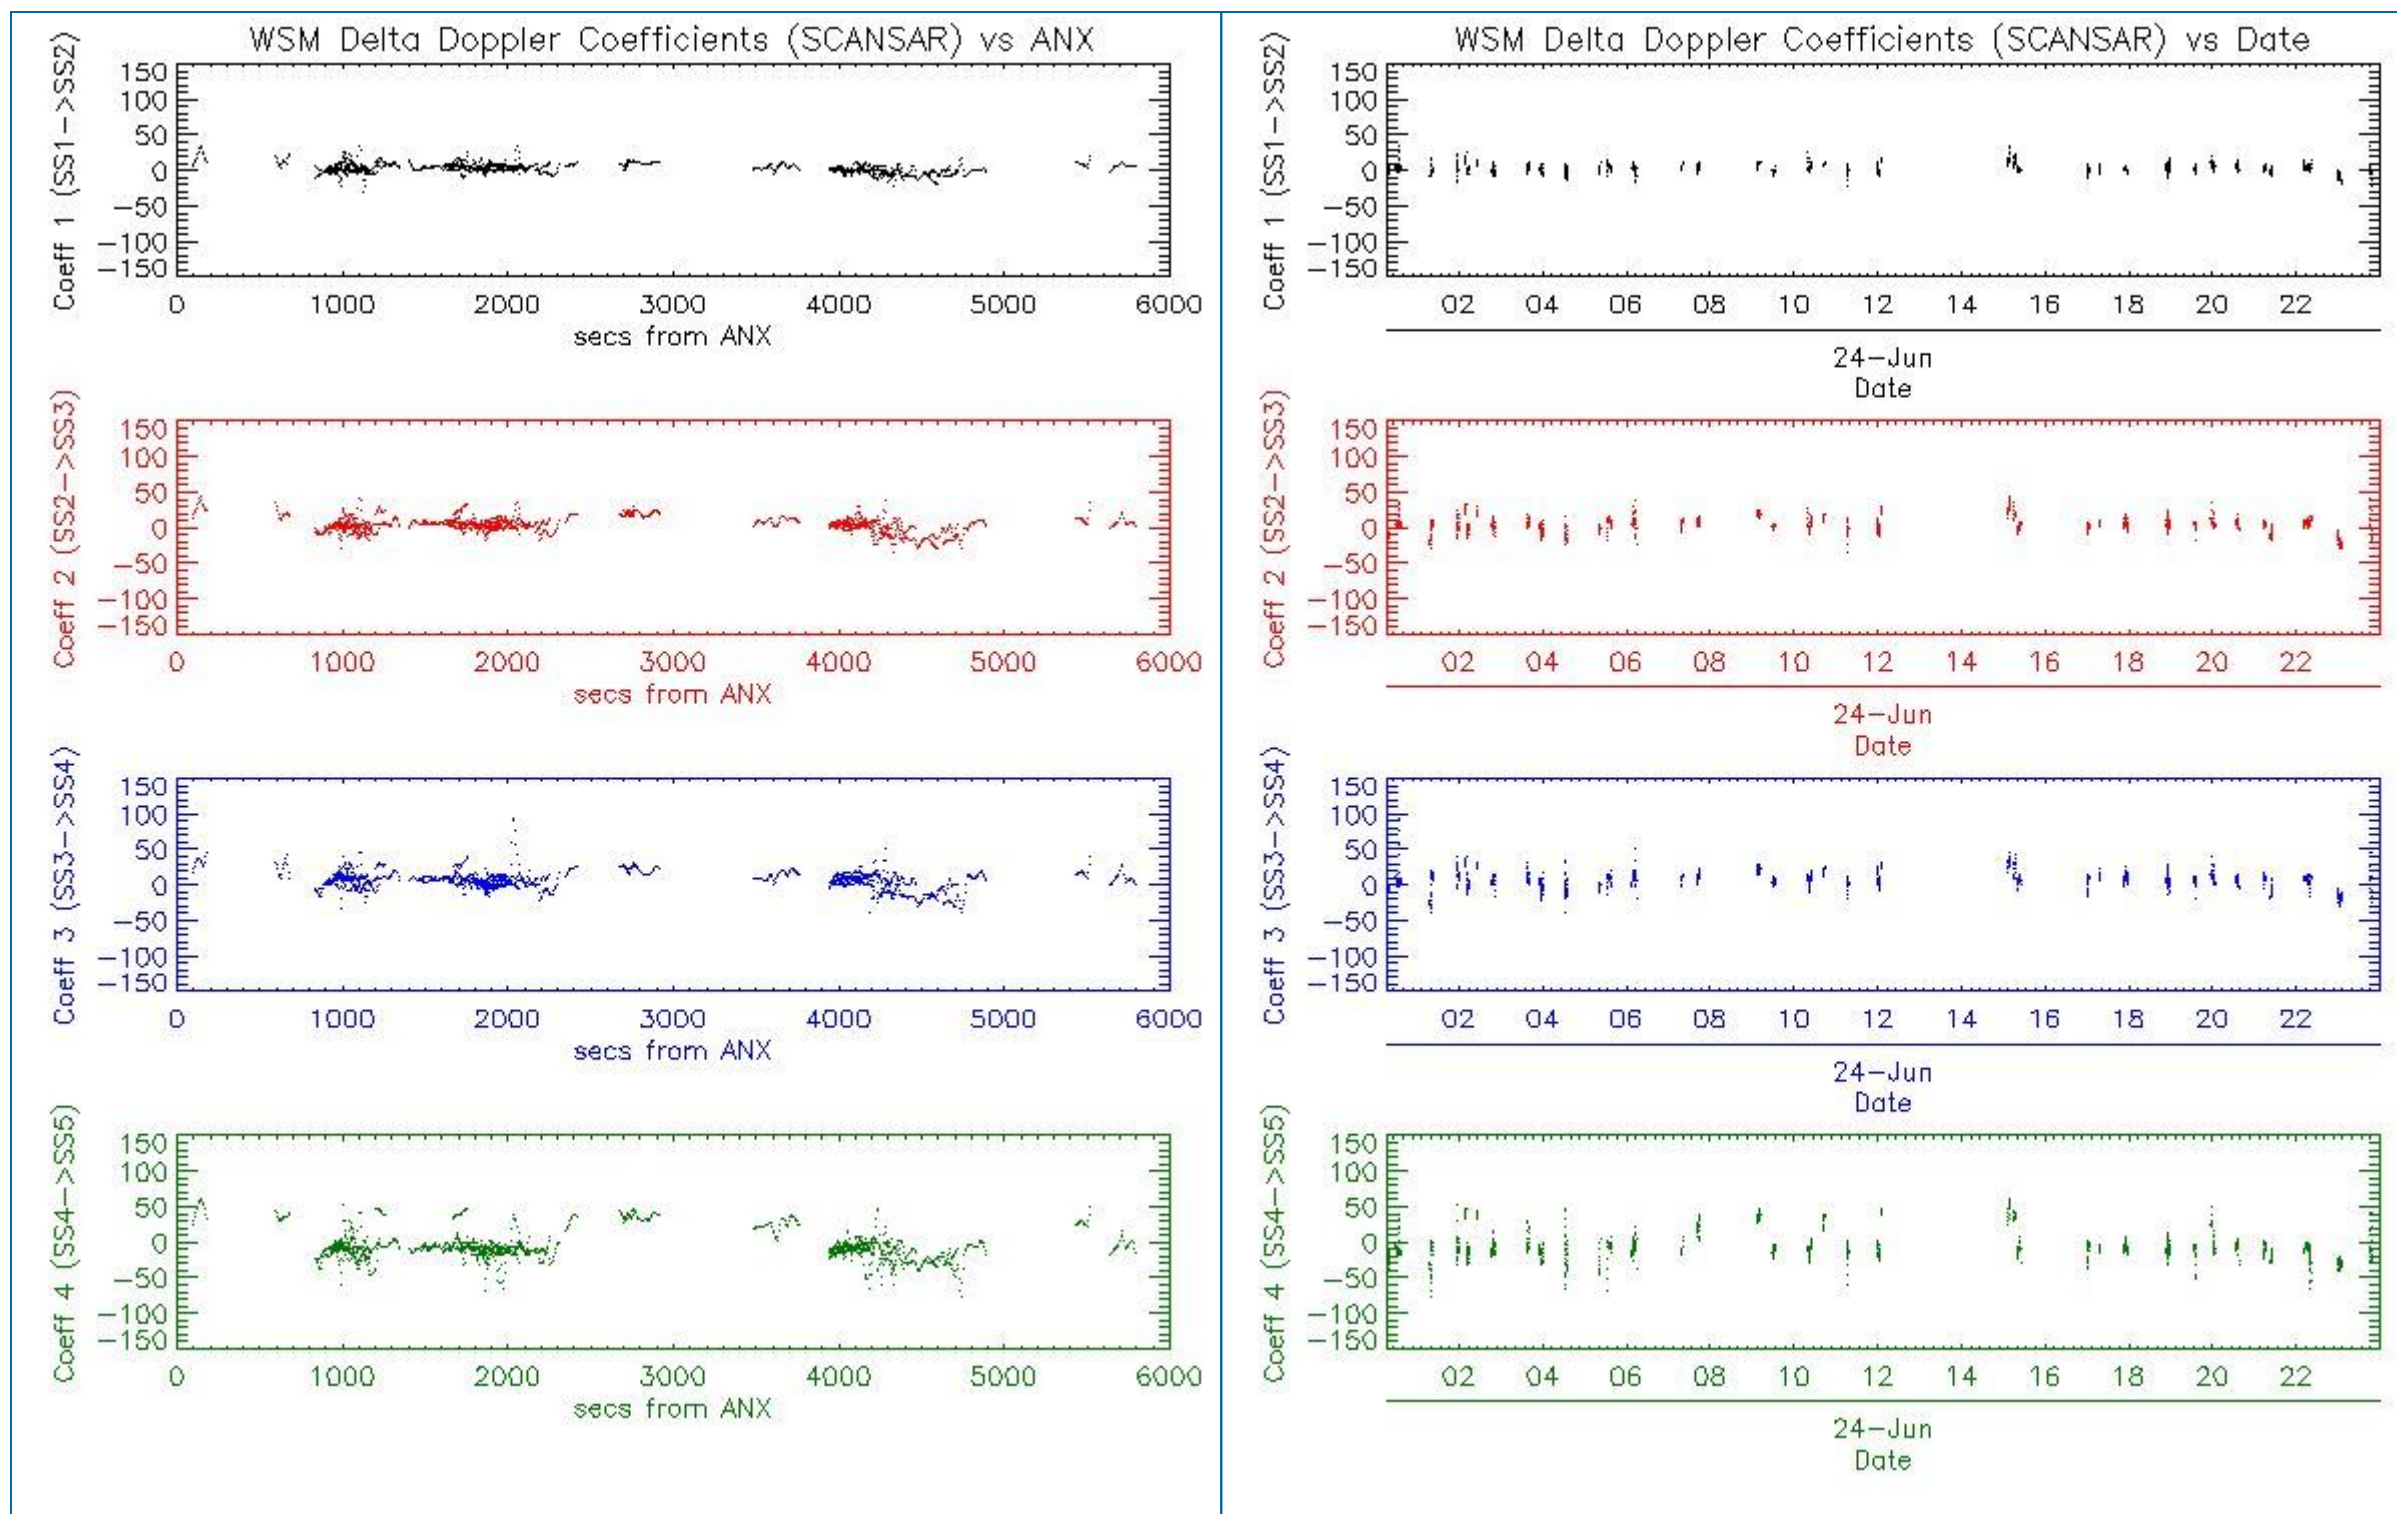 WSM Delta Doppler Coefficients (SCANSAR) vs ANX
Coeff 1 (SS1->SS2)
150
100
50
0
-50
-100
-150
0 1000 2000 3000 4000 5000 6000
secs from ANX
Coeff 2 (SS2->SS3)
150
100
50
0
-50
-100
-150
0 1000 2000 3000 4000 5000 6000
secs from ANX
Coeff 3 (SS3->SS4)
150
100
50
0
-50
-100
-150
0 1000 2000 3000 4000 5000 6000
secs from ANX
Coeff 4 (SS4->SS5)
150
100
50
0
-50
-100
-150
0 1000 2000 3000 4000 5000 6000
secs from ANX
WSM Delta Doppler Coefficients (SCANSAR) vs Date
Coeff 1 (SS1->SS2)
150
100
50
0
-50
-100
-150
02 04 06 08 10 12 14 16 18 20 22
24-Jun
Date
Coeff 2 (SS2->SS3)
150
100
50
0
-50
-100
-150
02 04 06 08 10 12 14 16 18 20 22
24-Jun
Date
Coeff 3 (SS3->SS4)
150
100
50
0
-50
-100
-150
02 04 06 08 10 12 14 16 18 20 22
24-Jun
Date
Coeff 4 (SS4->SS5)
150
100
50
0
-50
-100
-150
02 04 06 08 10 12 14 16 18 20 22
24-Jun
Date